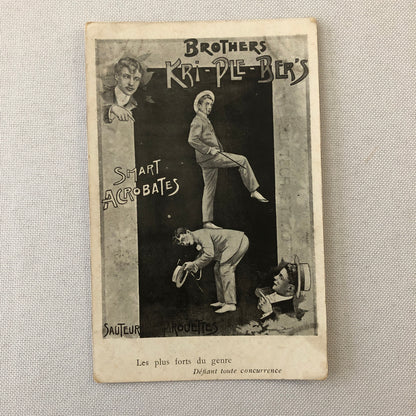 BROTHERS
KRI-PLE-BER'S
SMART
ACROBATES
SAUTEUR PIROUETTES
Les plus forts du genre
Défiant toute concurrence